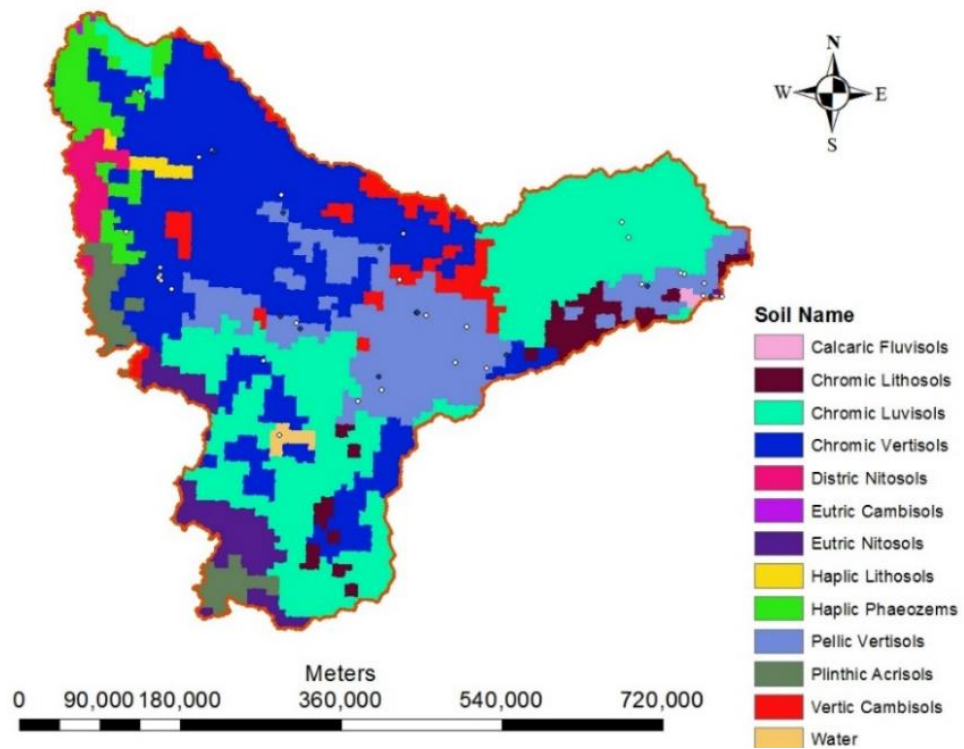 N
W E
S
Soil Name
Calcaric Fluvisols
Chromic Lithosols
Chromic Luvisols
Chromic Vertisols
Distric Nitosols
Eutric Cambisols
Eutric Nitosols
Haplic Lithosols
Haplic Phaeozems
Pellic Vertisols
Plinthic Acrisols
Vertic Cambisols
Water
Meters
0 90,000 180,000 360,000 540,000 720,000